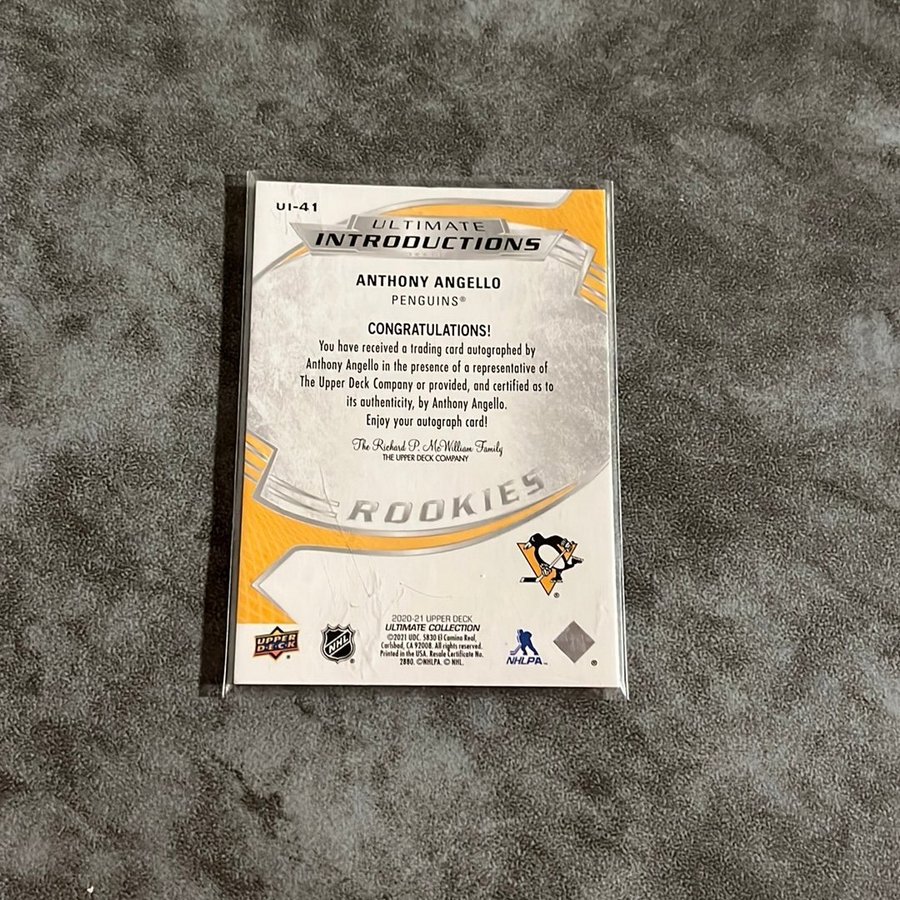 UI-41
ULTIMATE
INTRODUCTIONS
ANTHONY ANGELLO
PENGUINS®
CONGRATULATIONS!
You have received a trading card autographed by
Anthony Angello in the presence of a representative of
The Upper Deck Company or provided, and certified as to
its authenticity, by Anthony Angello.
Enjoy your autograph card!
The Richard P. McWilliam Family
THE UPPER DECK COMPANY
ROOKIES
®
2020-21 UPPER DECK
ULTIMATE COLLECTION
©2021 UDC. 5830 El Camino Real,
Carlsbad, CA 92008. All rights reserved.
Printed in the USA. Resale Certificate No.
2880. ©NHLPA. © NHL.
UPPER
DECK
®
NHL
®
NHLPA
®